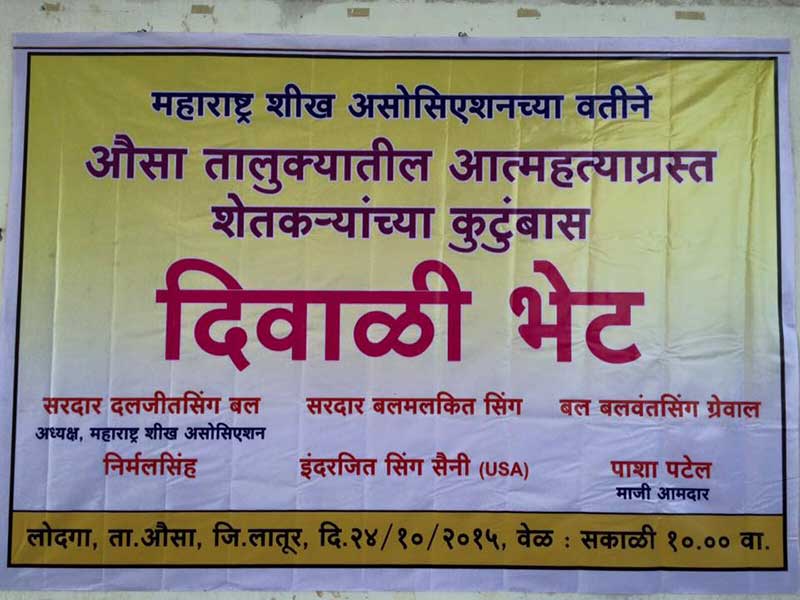 महाराष्ट्र शीख असोसिएशनच्या वतीने
औसा तालुक्यातील आत्महत्याग्रस्त
शेतकऱ्यांच्या कुटुंबास
दिवाळी भेट
सरदार दलजीतसिंग बल सरदार बलमलकित सिंग बल बलवंतसिंग ग्रेवाल
अध्यक्ष, महाराष्ट्र शीख असोसिएशन
निर्मलसिंह इंदरजित सिंग सैनी (USA) पाशा पटेल
माजी आमदार
लोदगा, ता.औसा, जि.लातूर, दि.२४/१०/२०१५, वेळ : सकाळी १०.०० वा.